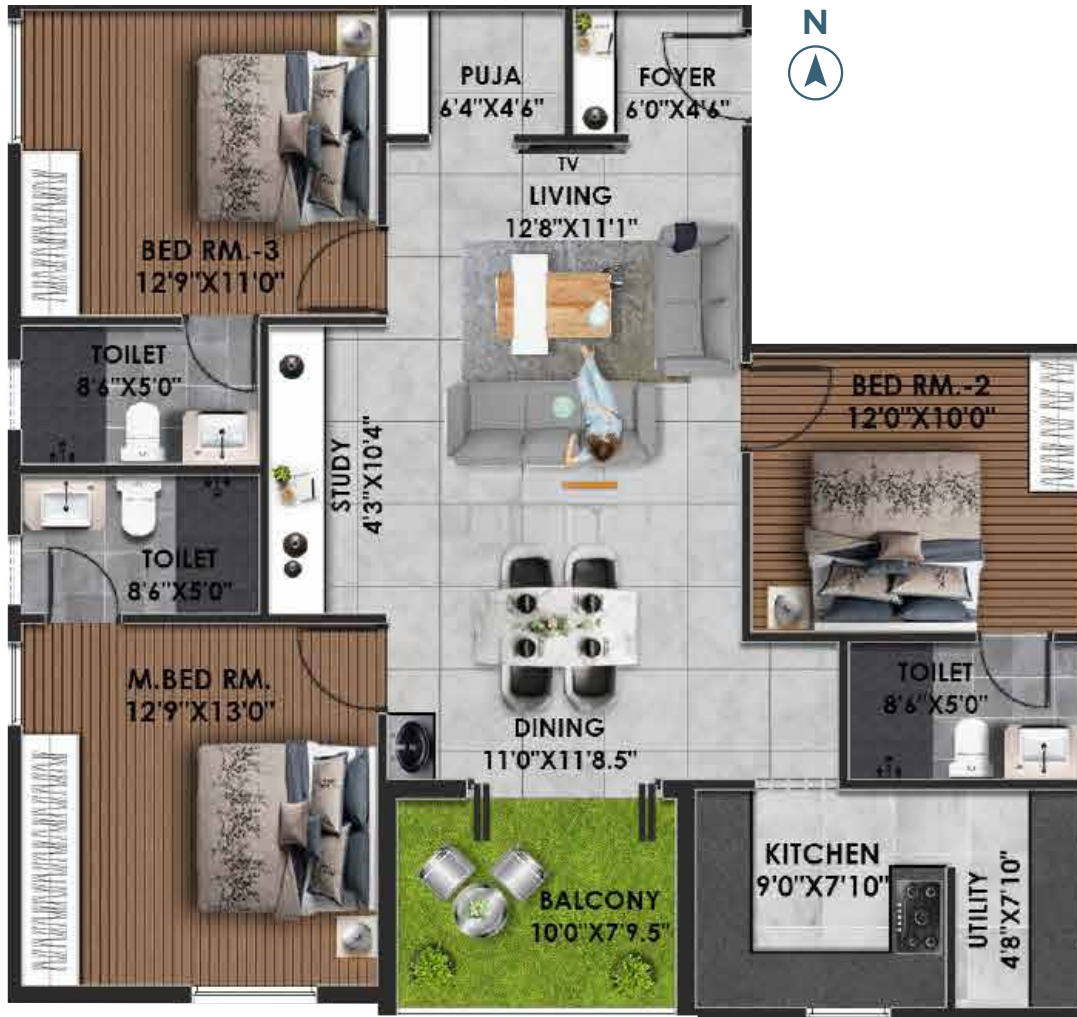 N
PUJA
6'4"X4'6"
FOYER
6'0"X4'6"
TV
LIVING
12'8"X11'1"
BED RM.-3
12'9"X11'0"
TOILET
8'6"X5'0"
BED RM.-2
12'0"X10'0"
STUDY
4'3"X10'4"
TOILET
8'6"X5'0"
M.BED RM.
12'9"X13'0"
TOILET
8'6"X5'0"
DINING
11'0"X11'8.5"
KITCHEN
9'0"X7'10"
BALCONY
10'0"X7'9.5"
UTILITY
4'8"X7'10"